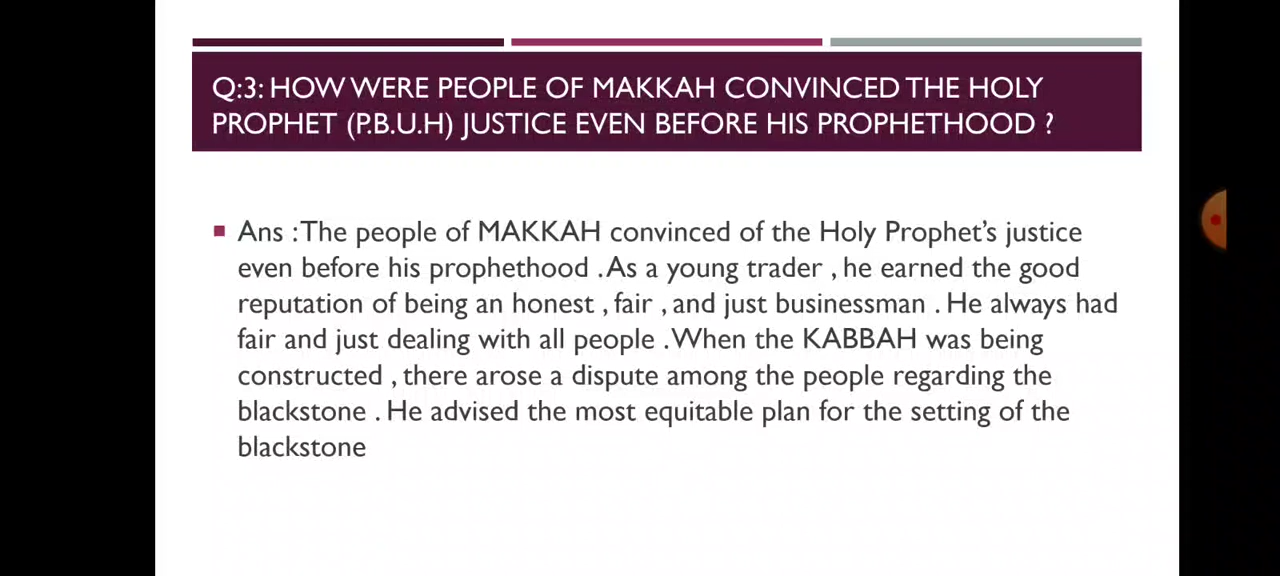 Q:3: HOW WERE PEOPLE OF MAKKAH CONVINCED THE HOLY
PROPHET (P.B.U.H) JUSTICE EVEN BEFORE HIS PROPHETHOOD ?
Ans : The people of MAKKAH convinced of the Holy Prophet's justice
even before his prophethood . As a young trader , he earned the good
reputation of being an honest , fair , and just businessman . He always had
fair and just dealing with all people . When the KABBAH was being
constructed , there arose a dispute among the people regarding the
blackstone . He advised the most equitable plan for the setting of the
blackstone